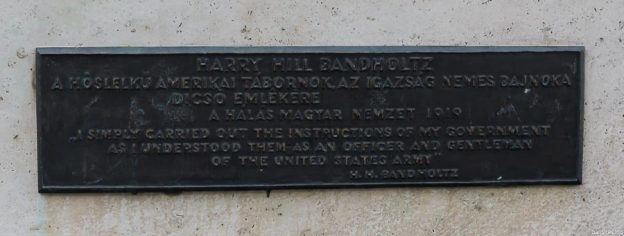 HARRY HILL BANDHOLTZ
A HŐSLELKŰ AMERIKAI TÁBORNOK, AZ IGAZSÁG NEMES BAJNOKA
DICSŐ EMLÉKÉRE
A HÁLÁS MAGYAR NEMZET 1919
„I SIMPLY CARRIED OUT THE INSTRUCTIONS OF MY GOVERNMENT
AS I UNDERSTOOD THEM AS AN OFFICER AND GENTLEMAN
OF THE UNITED STATES ARMY"
H. H. BANDHOLTZ